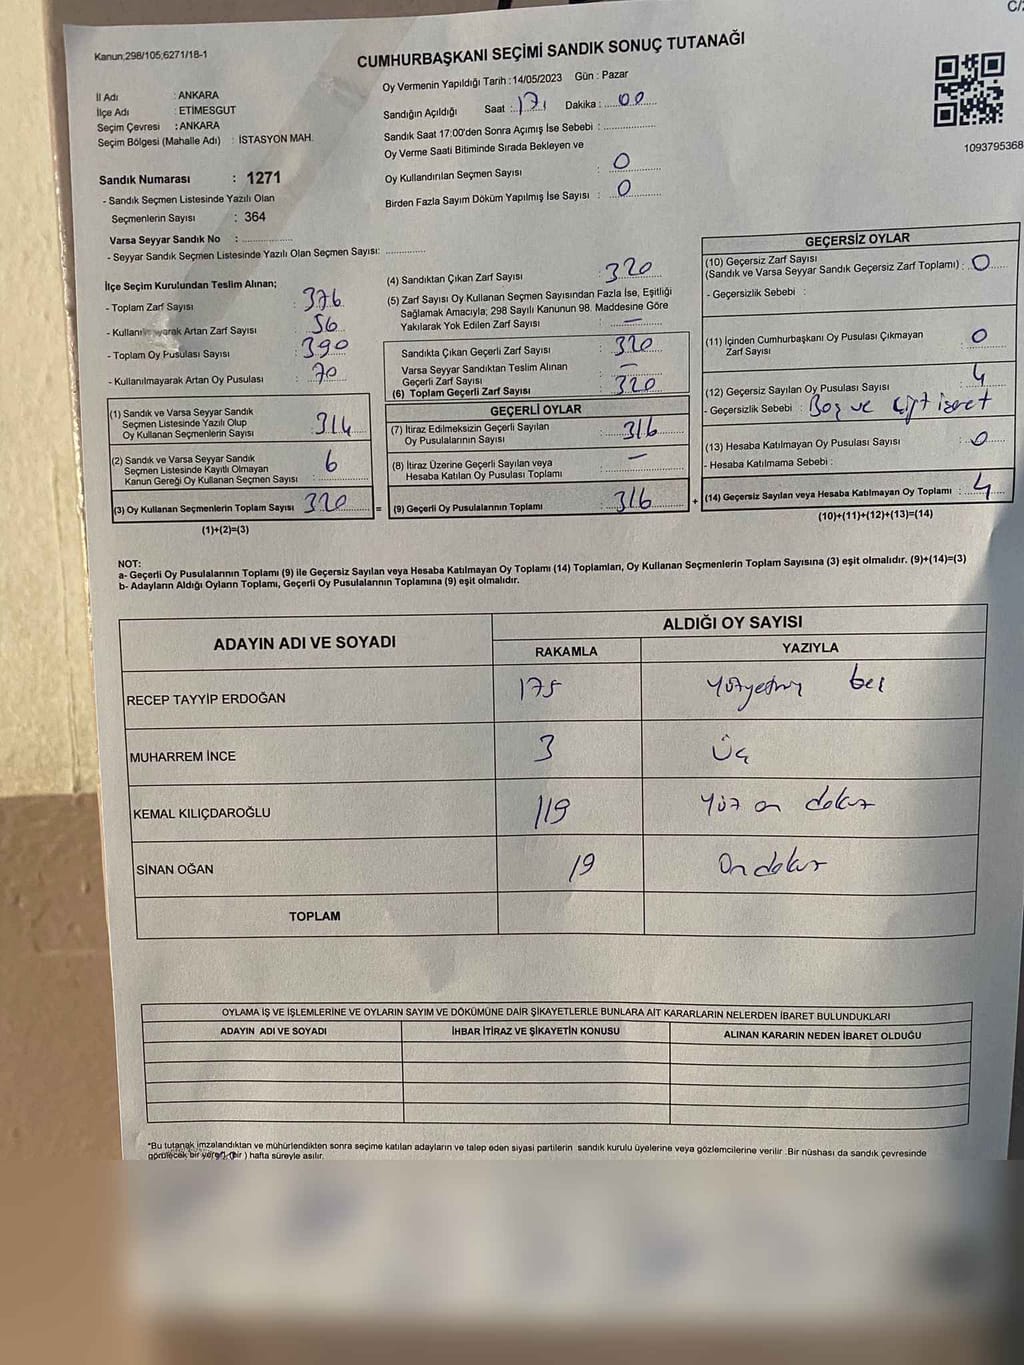 C/2
Kanun;298/105;6271/18-1
CUMHURBAŞKANI SEÇİMİ SANDIK SONUÇ TUTANAĞI
1093795368
İl Adı : ANKARA
İlçe Adı : ETİMESGUT
Seçim Çevresi : ANKARA
Seçim Bölgesi (Mahalle Adı) : İSTASYON MAH.
Sandık Numarası : 1271
- Sandık Seçmen Listesinde Yazılı Olan
Seçmenlerin Sayısı : 364
Varsa Seyyar Sandık No :
- Seyyar Sandık Seçmen Listesinde Yazılı Olan Seçmen Sayısı:
Oy Vermenin Yapıldığı Tarih : 14/05/2023 Gün : Pazar
Sandığın Açıldığı Saat : 17 Dakika : 00
Sandık Saat 17:00'den Sonra Açımış İse Sebebi :
Oy Verme Saati Bitiminde Sırada Bekleyen ve
Oy Kullandırılan Seçmen Sayısı : 0
Birden Fazla Sayım Döküm Yapılmış İse Sayısı : 0
İlçe Seçim Kurulundan Teslim Alınan;
- Toplam Zarf Sayısı : 376
- Kullanılmayarak Artan Zarf Sayısı : 56
- Toplam Oy Pusulası Sayısı : 390
- Kullanılmayarak Artan Oy Pusulası : 70
(1) Sandık ve Varsa Seyyar Sandık
Seçmen Listesinde Yazılı Olup
Oy Kullanan Seçmenlerin Sayısı : 314
(2) Sandık ve Varsa Seyyar Sandık
Seçmen Listesinde Kayıtlı Olmayan
Kanun Gereği Oy Kullanan Seçmen Sayısı : 6
(3) Oy Kullanan Seçmenlerin Toplam Sayısı : 320
(1)+(2)=(3)
=
(4) Sandıktan Çıkan Zarf Sayısı : 320
(5) Zarf Sayısı Oy Kullanan Seçmen Sayısından Fazla İse, Eşitliği
Sağlamak Amacıyla; 298 Sayılı Kanunun 98. Maddesine Göre
Yakılarak Yok Edilen Zarf Sayısı : —
Sandıkta Çıkan Geçerli Zarf Sayısı : 320
Varsa Seyyar Sandıktan Teslim Alınan
Geçerli Zarf Sayısı : —
(6) Toplam Geçerli Zarf Sayısı : 320
GEÇERLİ OYLAR
(7) İtiraz Edilmeksizin Geçerli Sayılan
Oy Pusulalarının Sayısı : 316
(8) İtiraz Üzerine Geçerli Sayılan veya
Hesaba Katılan Oy Pusulası Toplamı : —
(9) Geçerli Oy Pusulalarının Toplamı : 316
+
GEÇERSİZ OYLAR
(10) Geçersiz Zarf Sayısı
(Sandık ve Varsa Seyyar Sandık Geçersiz Zarf Toplamı) : 0
- Geçersizlik Sebebi :
(11) İçinden Cumhurbaşkanı Oy Pusulası Çıkmayan
Zarf Sayısı : 0
(12) Geçersiz Sayılan Oy Pusulası Sayısı : 4
- Geçersizlik Sebebi : Boş ve Çift işaret
(13) Hesaba Katılmayan Oy Pusulası Sayısı : 0
- Hesaba Katılmama Sebebi :
(14) Geçersiz Sayılan veya Hesaba Katılmayan Oy Toplamı : 4
(10)+(11)+(12)+(13)=(14)
NOT:
a- Geçerli Oy Pusulalarının Toplamı (9) ile Geçersiz Sayılan veya Hesaba Katılmayan Oy Toplamı (14) Toplamları, Oy Kullanan Seçmenlerin Toplam Sayısına (3) eşit olmalıdır. (9)+(14)=(3)
b- Adayların Aldığı Oyların Toplamı, Geçerli Oy Pusulalarının Toplamına (9) eşit olmalıdır.
ADAYIN ADI VE SOYADI
ALDIĞI OY SAYISI
RAKAMLA YAZIYLA
RECEP TAYYİP ERDOĞAN 175 Yüzyetmiş beş
MUHARREM İNCE 3 Üç
KEMAL KILIÇDAROĞLU 119 Yüz on dokuz
SİNAN OĞAN 19 On dokuz
TOPLAM
OYLAMA İŞ VE İŞLEMLERİNE VE OYLARIN SAYIM VE DÖKÜMÜNE DAİR ŞİKAYETLERLE BUNLARA AİT KARARLARIN NELERDEN İBARET BULUNDUKLARI
ADAYIN ADI VE SOYADI İHBAR İTİRAZ VE ŞİKAYETİN KONUSU ALINAN KARARIN NEDEN İBARET OLDUĞU
*Bu tutanak imzalandıktan ve mühürlendikten sonra seçime katılan adayların ve talep eden siyasi partilerin sandık kurulu üyelerine veya gözlemcilerine verilir .Bir nüshası da sandık çevresinde
görülecek bir yere 1 (bir ) hafta süreyle asılır.